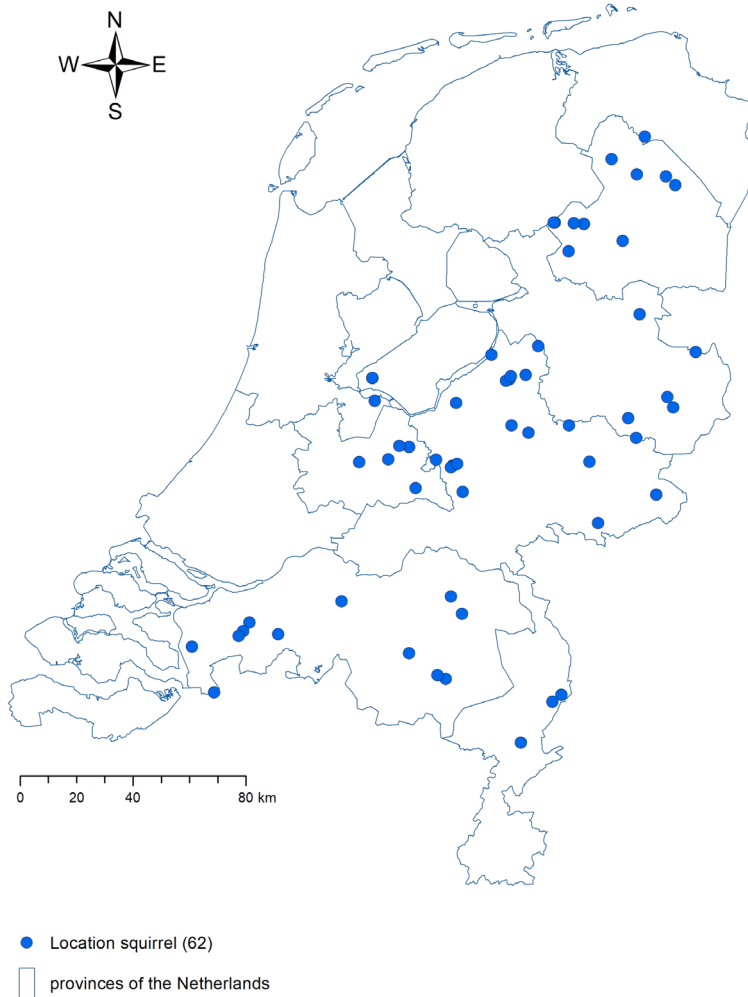 N
W E
S
0 20 40 80 km
Location squirrel (62)
provinces of the Netherlands